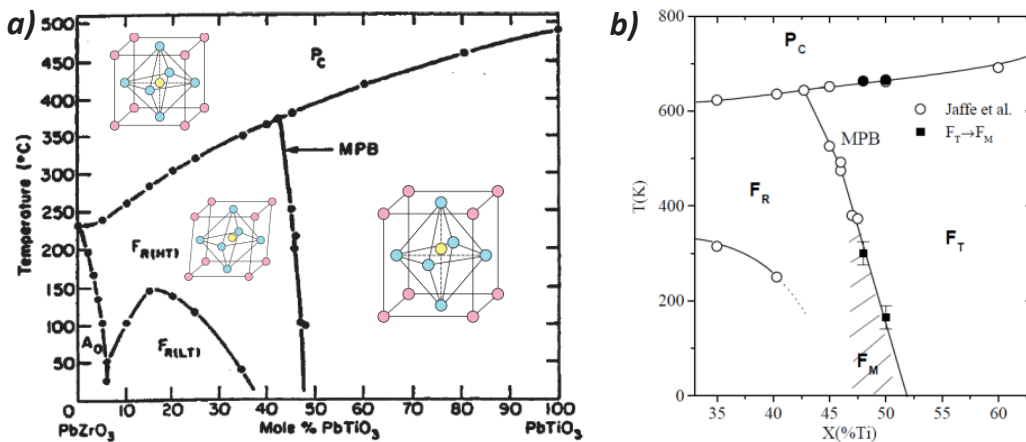 a)
Temperature (°C)
500
450
400
350
300
250
200
150
100
50
P_C
MPB
F_R(HT)
A_O
F_R(LT)
0 10 20 30 40 50 60 70 80 90 100
PbZrO₃ Mole % PbTiO₃ PbTiO₃
b)
T(K)
800
600
400
200
0
P_C
Jaffe et al.
F_T→F_M
MPB
F_R
F_T
F_M
35 40 45 50 55 60
X(%Ti)